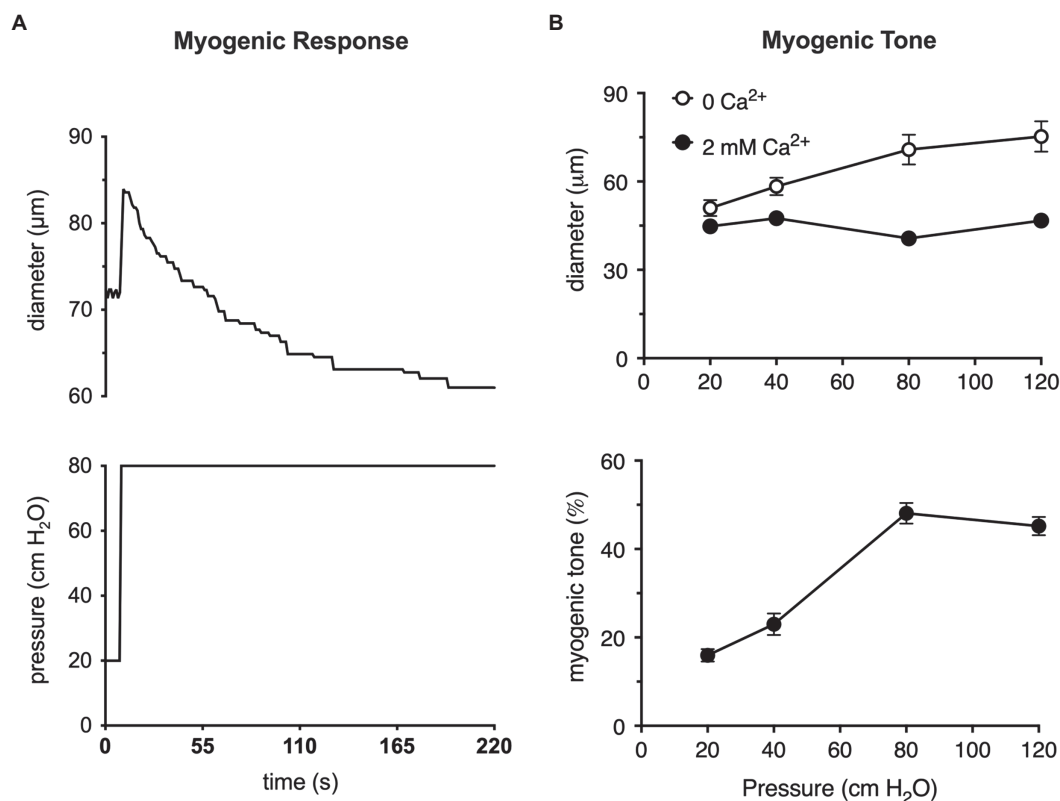 A
Myogenic Response
90
80
70
60
diameter (μm)
80
60
40
20
0
pressure (cm H₂O)
0 55 110 165 220
time (s)
B
Myogenic Tone
0 Ca²⁺
2 mM Ca²⁺
90
60
30
0
diameter (μm)
0 20 40 60 80 100 120
60
40
20
0
myogenic tone (%)
0 20 40 60 80 100 120
Pressure (cm H₂O)